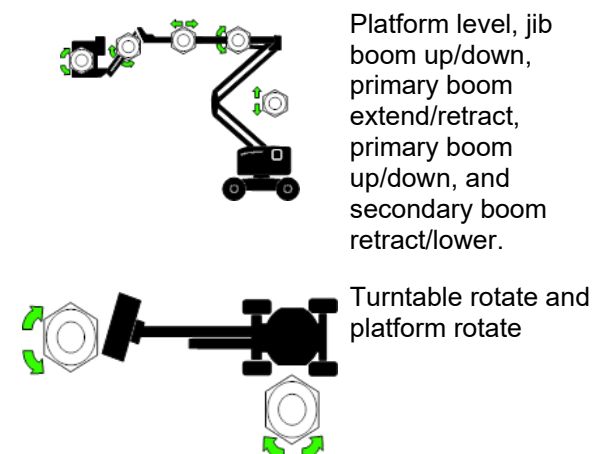 Platform level, jib
boom up/down,
primary boom
extend/retract,
primary boom
up/down, and
secondary boom
retract/lower.
Turntable rotate and
platform rotate